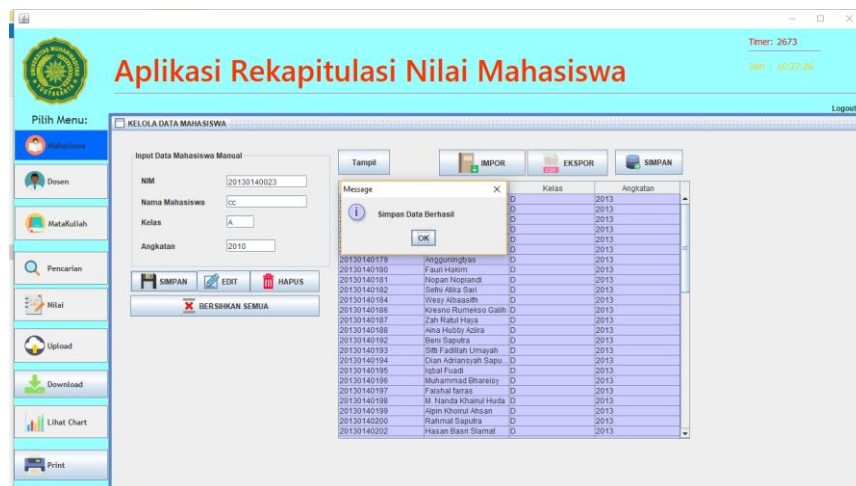 Timer: 2673
Jam : 16:27:26
Aplikasi Rekapitulasi Nilai Mahasiswa
Logout
Pilih Menu:
Mahasiswa
Dosen
MataKuliah
Pencarian
Nilai
Upload
Download
Lihat Chart
Print
KELOLA DATA MAHASISWA
Input Data Mahasiswa Manual
NIM 20130140023
Nama Mahasiswa cc
Kelas A
Angkatan 2010
SIMPAN EDIT HAPUS
BERSIHKAN SEMUA
Tampil IMPOR EKSPOR SIMPAN
Message
Simpan Data Berhasil
OK
Kelas Angkatan
D 2013
D 2013
D 2013
D 2013
D 2013
D 2013
20130140179 Angguningtyas D 2013
20130140180 Fauri Hakim D 2013
20130140181 Nopan Nopiandi D 2013
20130140182 Sefni Atika Sari D 2013
20130140184 Wesy Albaasith D 2013
20130140186 Kresno Rumekso Galih D 2013
20130140187 Zah Ratul Haya D 2013
20130140188 Aina Hubby Aziira D 2013
20130140192 Beni Saputra D 2013
20130140193 Sitti Fadillah Umayah D 2013
20130140194 Dian Adriansyah Sapu... D 2013
20130140195 Iqbal Fuadi D 2013
20130140196 Muhammad Bhareisy D 2013
20130140197 Faishal farras D 2013
20130140198 M. Nanda Khairul Huda D 2013
20130140199 Alpin Khoirul Ahsan D 2013
20130140200 Rahmat Saputra D 2013
20130140202 Hasan Basri Slamat D 2013